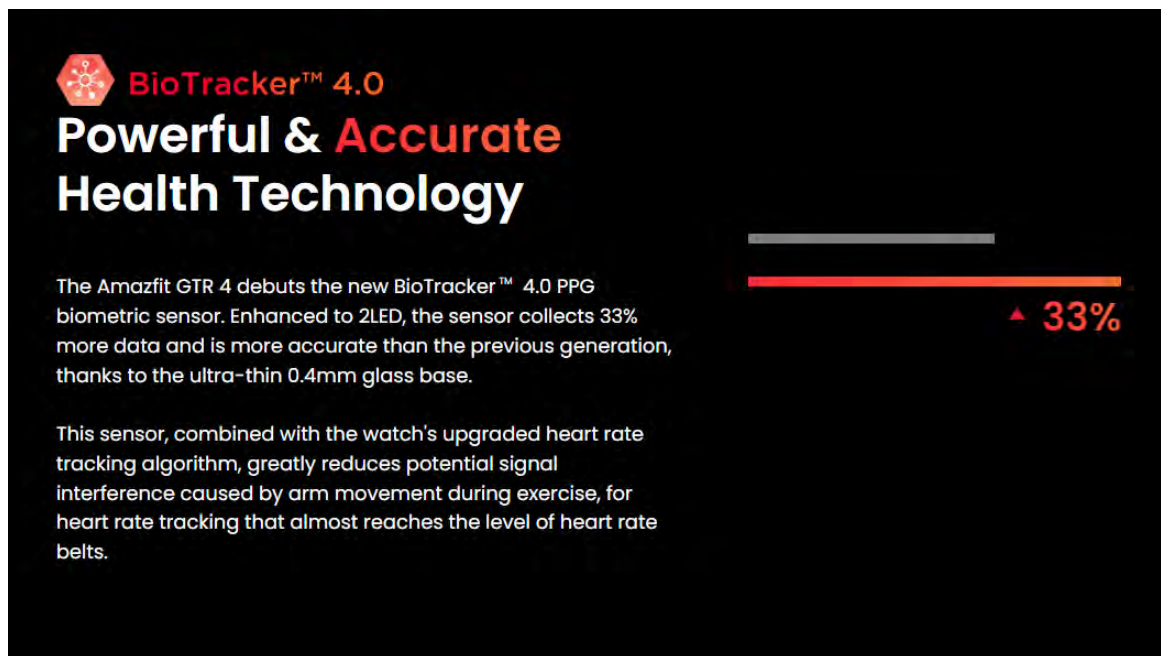 BioTracker™ 4.0
Powerful & Accurate
Health Technology
The Amazfit GTR 4 debuts the new BioTracker™ 4.0 PPG
biometric sensor. Enhanced to 2LED, the sensor collects 33%
more data and is more accurate than the previous generation,
thanks to the ultra-thin 0.4mm glass base.
This sensor, combined with the watch's upgraded heart rate
tracking algorithm, greatly reduces potential signal
interference caused by arm movement during exercise, for
heart rate tracking that almost reaches the level of heart rate
belts.
▲ 33%